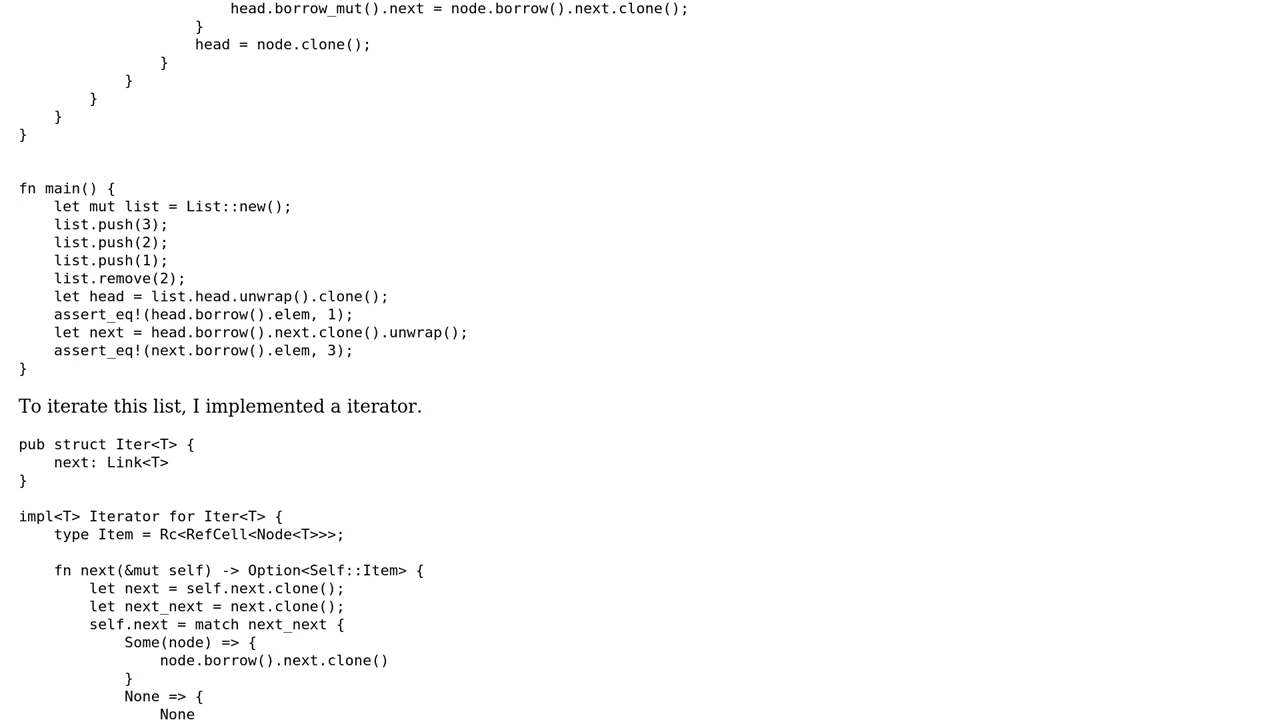 head.borrow_mut().next = node.borrow().next.clone();
                    }
                    head = node.clone();
                }
            }
        }
    }
}
fn main() {
    let mut list = List::new();
    list.push(3);
    list.push(2);
    list.push(1);
    list.remove(2);
    let head = list.head.unwrap().clone();
    assert_eq!(head.borrow().elem, 1);
    let next = head.borrow().next.clone().unwrap();
    assert_eq!(next.borrow().elem, 3);
}
To iterate this list, I implemented a iterator.
pub struct Iter<T> {
    next: Link<T>
}
impl<T> Iterator for Iter<T> {
    type Item = Rc<RefCell<Node<T>>>;
    fn next(&mut self) -> Option<Self::Item> {
        let next = self.next.clone();
        let next_next = next.clone();
        self.next = match next_next {
            Some(node) => {
                node.borrow().next.clone()
            }
            None => {
                None